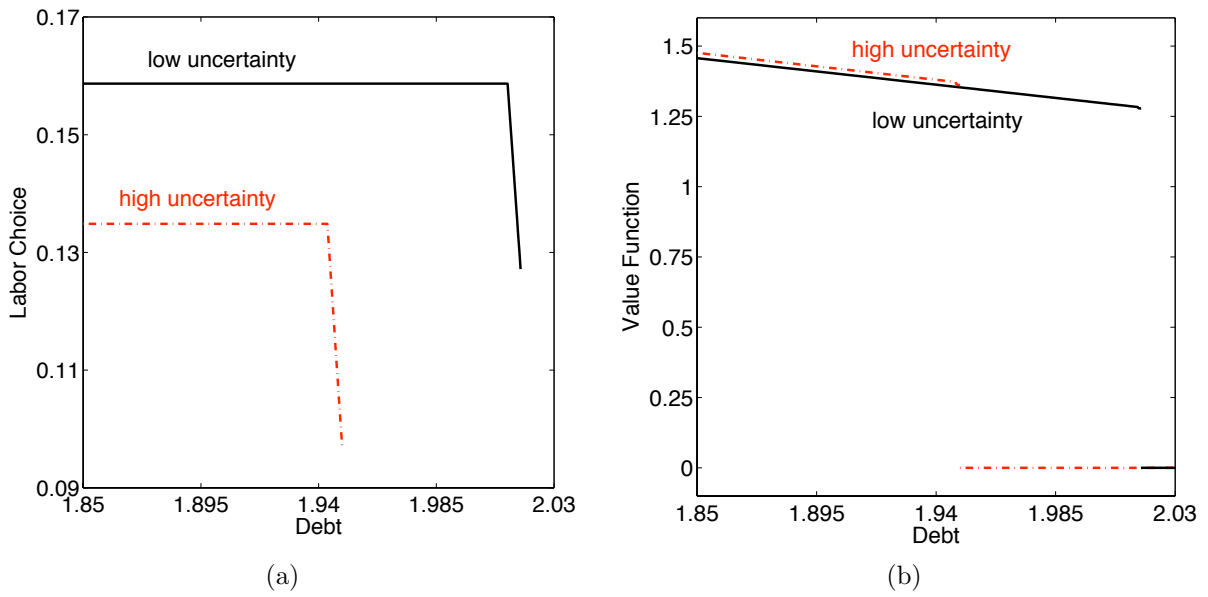 0.17
0.15
0.13
0.11
0.09
Labor Choice
low uncertainty
high uncertainty
1.85 1.895 1.94 1.985 2.03
Debt
(a)
1.5
1.25
1
0.75
0.5
0.25
0
Value Function
high uncertainty
low uncertainty
1.85 1.895 1.94 1.985 2.03
Debt
(b)